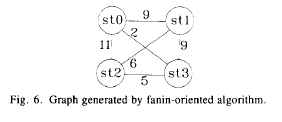 st0 9 st1
2
11 9
6
st2 5 st3
Fig. 6. Graph generated by fanin-oriented algorithm.